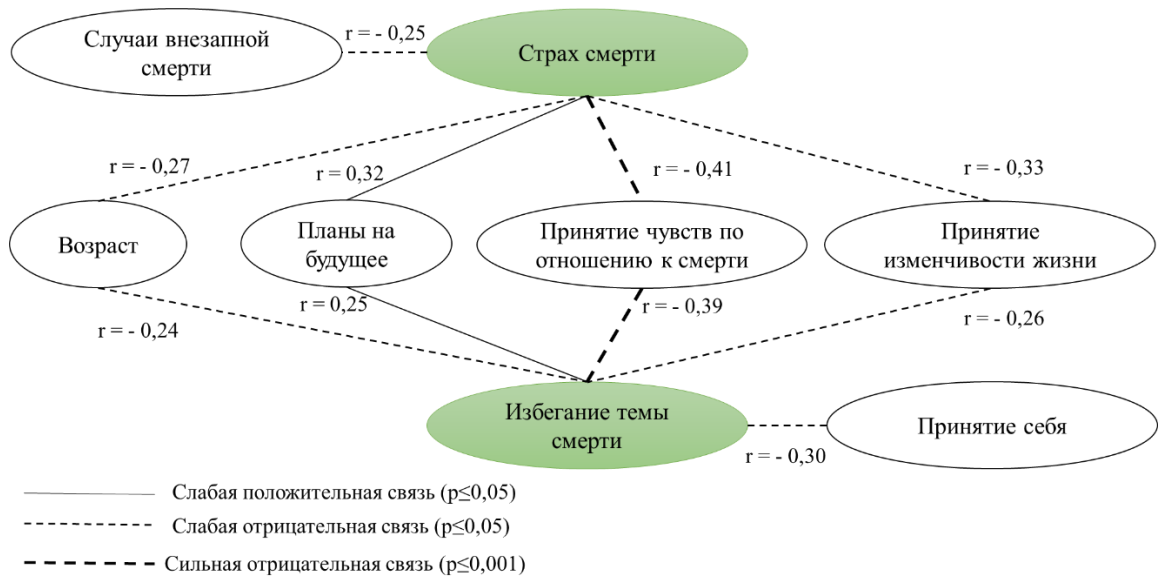 Случаи внезапной
смерти
r = - 0,25
Страх смерти
r = - 0,27
r = 0,32
r = - 0,41
r = - 0,33
Возраст
Планы на
будущее
Принятие чувств по
отношению к смерти
Принятие
изменчивости жизни
r = - 0,24
r = 0,25
r = - 0,39
r = - 0,26
Избегание темы
смерти
r = - 0,30
Принятие себя
Слабая положительная связь (p≤0,05)
Слабая отрицательная связь (p≤0,05)
Сильная отрицательная связь (p≤0,001)